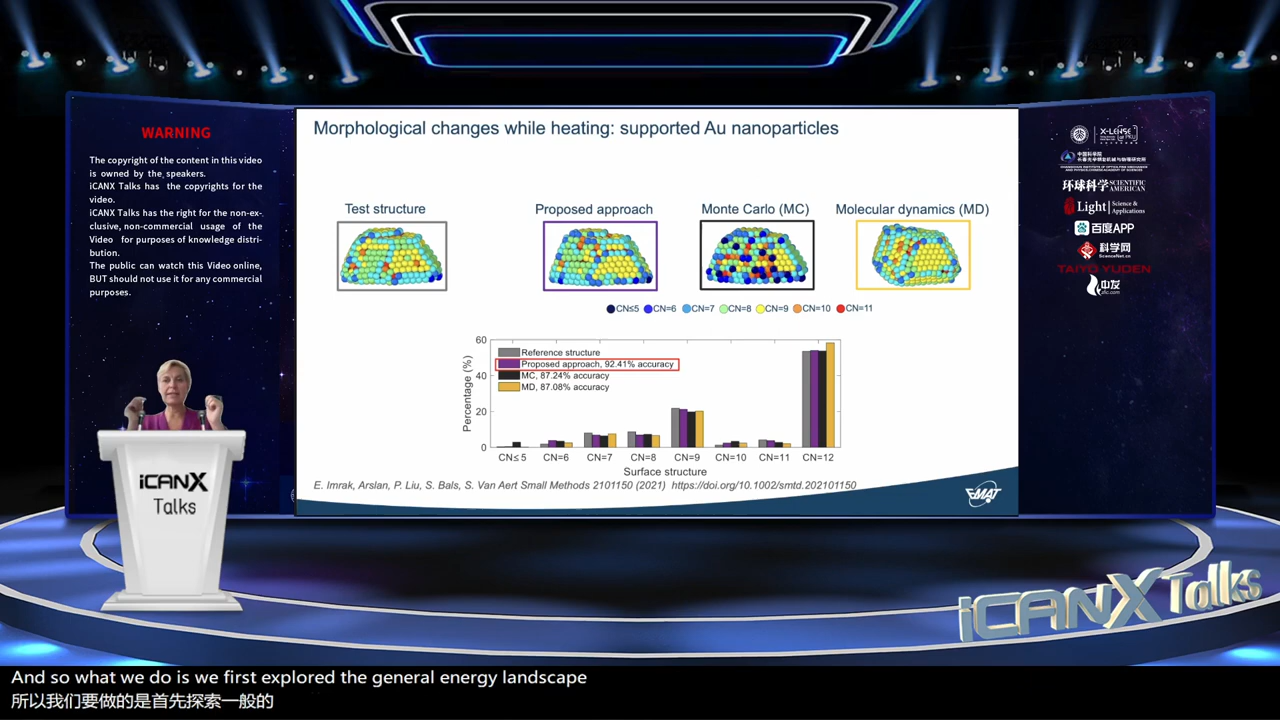 WARNING
The copyright of the content in this video
is owned by the speakers.
iCANX Talks has the copyrights for the
video.
iCANX Talks has the right for the non-ex-
clusive, non-commercial usage of the
Video for purposes of knowledge distri-
bution.
The public can watch this Video online,
BUT should not use it for any commercial
purposes.
Morphological changes while heating: supported Au nanoparticles
Test structure
Proposed approach
Monte Carlo (MC)
Molecular dynamics (MD)
CN≤5 CN=6 CN=7 CN=8 CN=9 CN=10 CN=11
Percentage (%)
60
40
20
0
Reference structure
Proposed approach, 92.41% accuracy
MC, 87.24% accuracy
MD, 87.08% accuracy
CN≤ 5 CN=6 CN=7 CN=8 CN=9 CN=10 CN=11 CN=12
Surface structure
E. Imrak, Arslan, P. Liu, S. Bals, S. Van Aert Small Methods 2101150 (2021) https://doi.org/10.1002/smtd.202101150
EMAT
X-LENSE
中国科学院
环球科学 SCIENTIFIC AMERICAN
Light Science & Applications
百度APP
科学网
ScienceNet.cn
TAIYO YUDEN
中友
iCANX
Talks
iCANX Talks
And so what we do is we first explored the general energy landscape
所以我们要做的是首先探索一般的